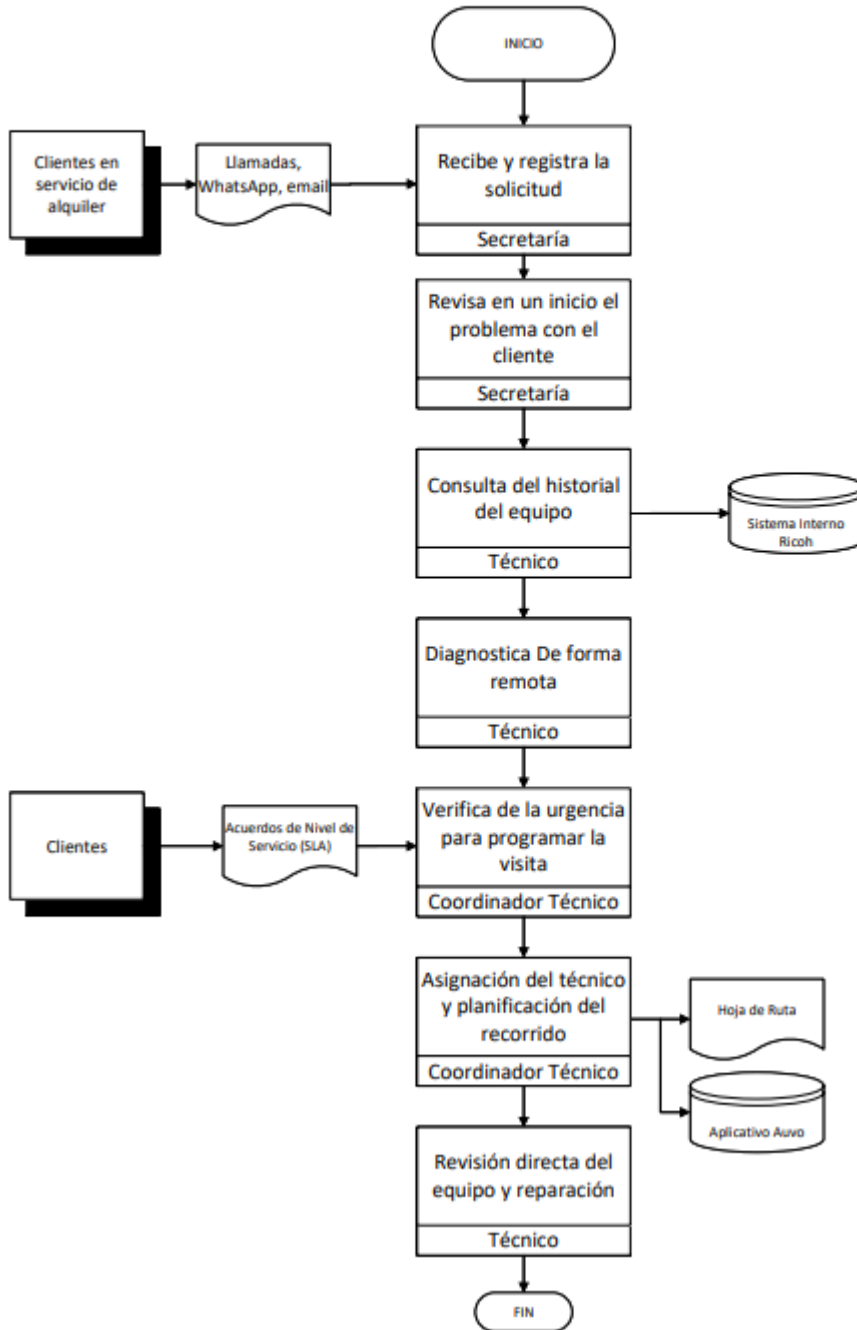 INICIO
Clientes en
servicio de
alquiler
Llamadas,
WhatsApp, email
Recibe y registra la
solicitud
Secretaría
Revisa en un inicio el
problema con el
cliente
Secretaría
Consulta del historial
del equipo
Técnico
Sistema Interno
Ricoh
Diagnostica De forma
remota
Técnico
Clientes
Acuerdos de Nivel de
Servicio (SLA)
Verifica de la urgencia
para programar la
visita
Coordinador Técnico
Asignación del técnico
y planificación del
recorrido
Coordinador Técnico
Hoja de Ruta
Aplicativo Auvo
Revisión directa del
equipo y reparación
Técnico
FIN